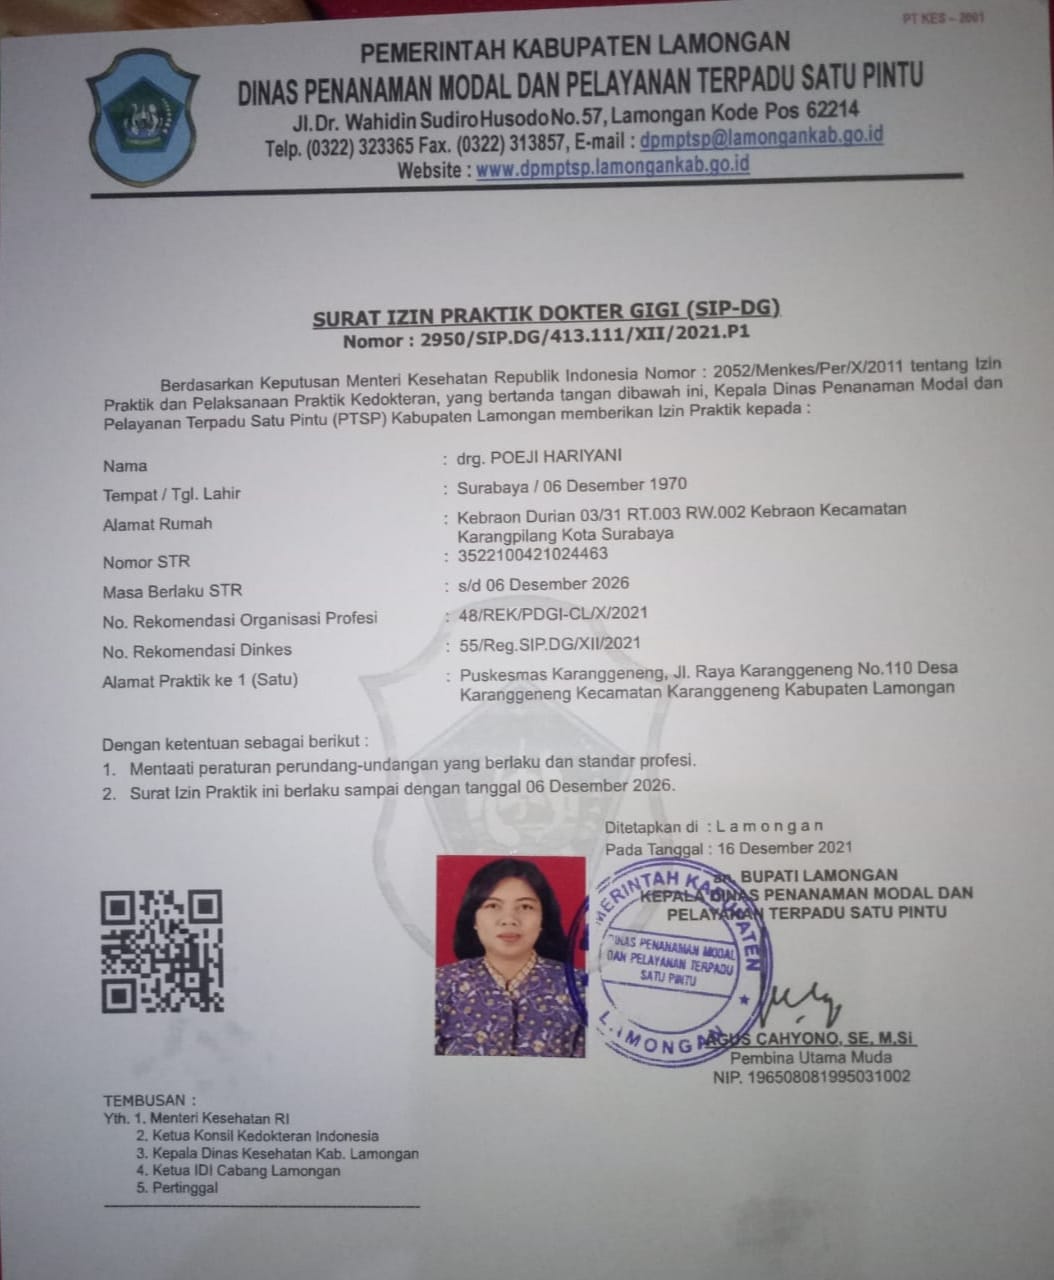 PT KES – 2001
PEMERINTAH KABUPATEN LAMONGAN
DINAS PENANAMAN MODAL DAN PELAYANAN TERPADU SATU PINTU
Jl.Dr. Wahidin SudiroHusodoNo.57, Lamongan Kode Pos 62214
Telp. (0322) 323365 Fax. (0322) 313857, E-mail : dpmptsp@lamongankab.go.id
Website : www.dpmptsp.lamongankab.go.id
SURAT IZIN PRAKTIK DOKTER GIGI (SIP-DG)
Nomor : 2950/SIP.DG/413.111/XII/2021.P1
Berdasarkan Keputusan Menteri Kesehatan Republik Indonesia Nomor : 2052/Menkes/Per/X/2011 tentang Izin
Praktik dan Pelaksanaan Praktik Kedokteran, yang bertanda tangan dibawah ini, Kepala Dinas Penanaman Modal dan
Pelayanan Terpadu Satu Pintu (PTSP) Kabupaten Lamongan memberikan Izin Praktik kepada :
Nama : drg. POEJI HARIYANI
Tempat / Tgl. Lahir : Surabaya / 06 Desember 1970
Alamat Rumah : Kebraon Durian 03/31 RT.003 RW.002 Kebraon Kecamatan
Karangpilang Kota Surabaya
Nomor STR : 3522100421024463
Masa Berlaku STR : s/d 06 Desember 2026
No. Rekomendasi Organisasi Profesi : 48/REK/PDGI-CL/X/2021
No. Rekomendasi Dinkes : 55/Reg.SIP.DG/XII/2021
Alamat Praktik ke 1 (Satu) : Puskesmas Karanggeneng, Jl. Raya Karanggeneng No.110 Desa
Karanggeneng Kecamatan Karanggeneng Kabupaten Lamongan
Dengan ketentuan sebagai berikut :
1. Mentaati peraturan perundang-undangan yang berlaku dan standar profesi.
2. Surat Izin Praktik ini berlaku sampai dengan tanggal 06 Desember 2026.
Ditetapkan di : L a m o n g a n
Pada Tanggal : 16 Desember 2021
an. BUPATI LAMONGAN
KEPALA DINAS PENANAMAN MODAL DAN
PELAYANAN TERPADU SATU PINTU
PEMERINTAH KABUPATEN
DINAS PENANAMAN MODAL
DAN PELAYANAN TERPADU
SATU PINTU
LAMONGAN
AGUS CAHYONO, SE, M.Si
Pembina Utama Muda
NIP. 196508081995031002
TEMBUSAN :
Yth. 1. Menteri Kesehatan RI
2. Ketua Konsil Kedokteran Indonesia
3. Kepala Dinas Kesehatan Kab. Lamongan
4. Ketua IDI Cabang Lamongan
5. Pertinggal